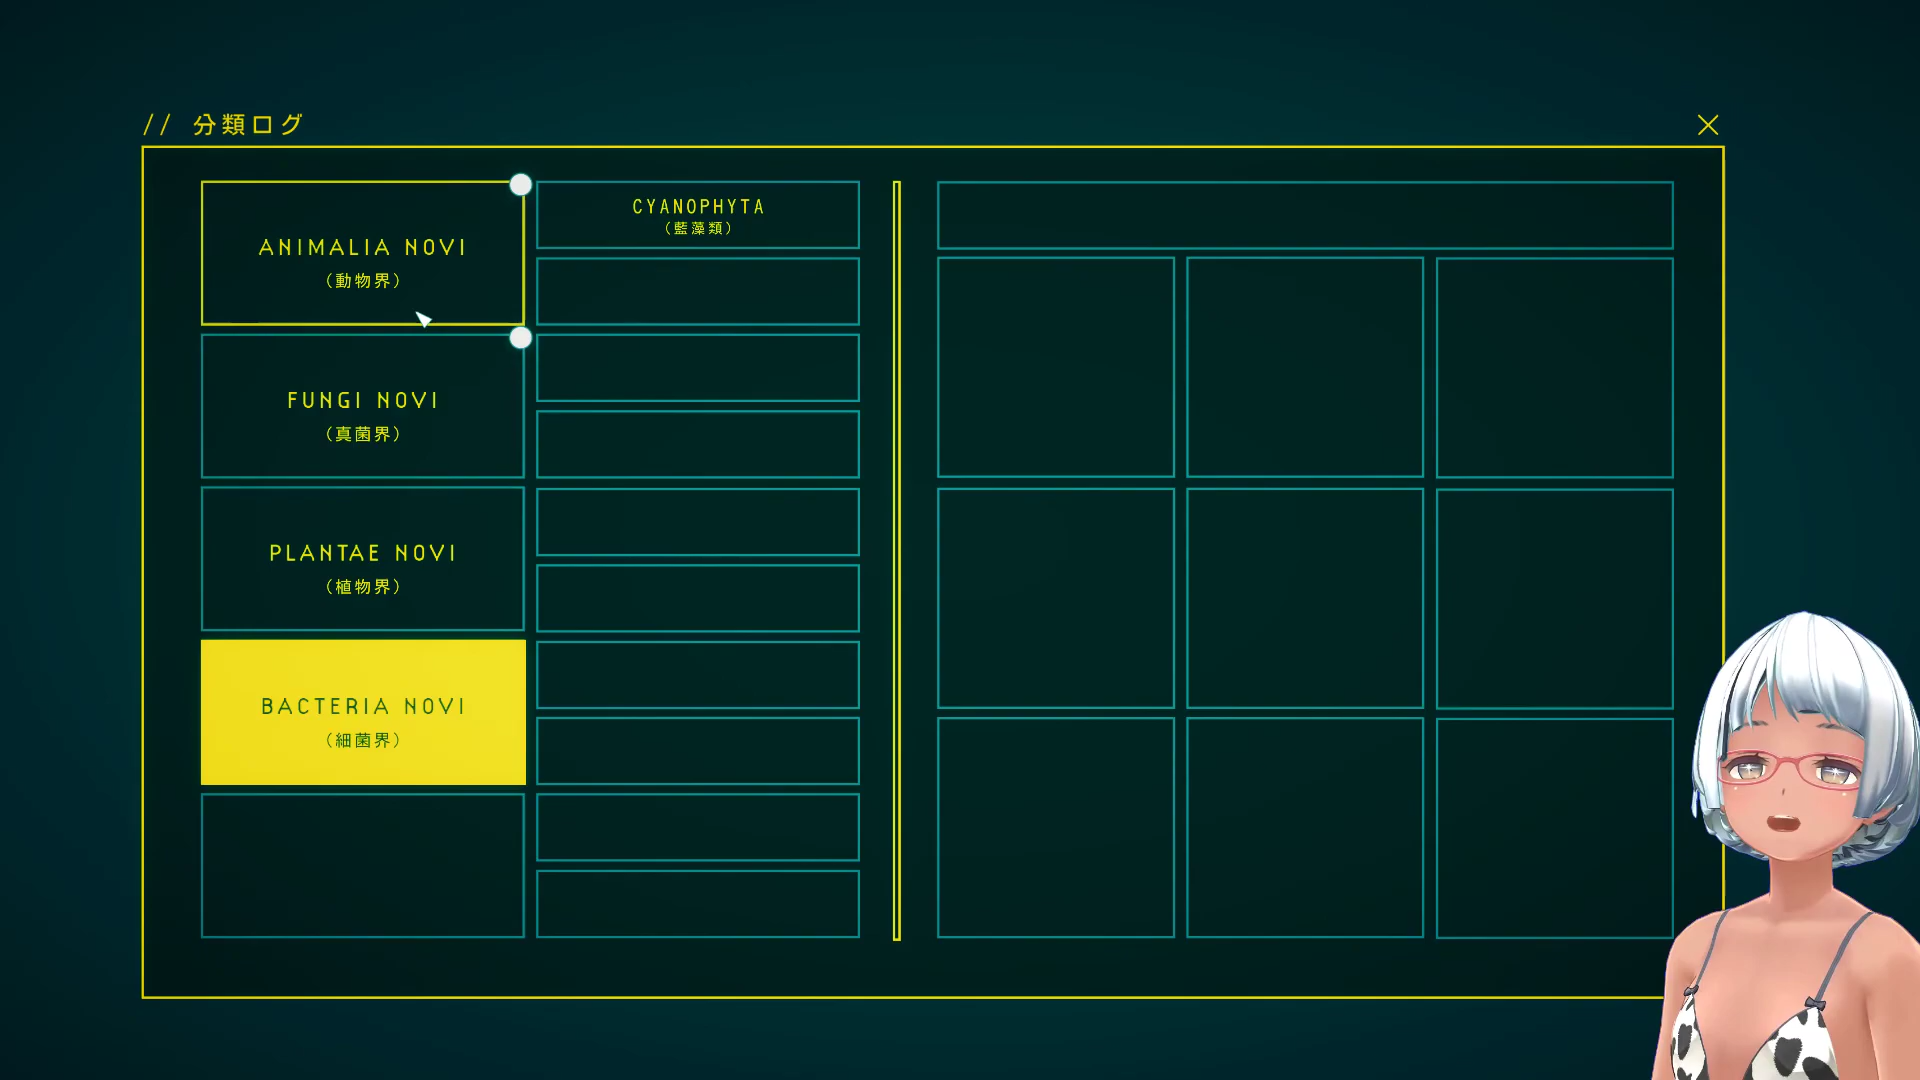 // 分類ログ
ANIMALIA NOVI
（動物界）
FUNGI NOVI
（真菌界）
PLANTAE NOVI
（植物界）
BACTERIA NOVI
（細菌界）
CYANOPHYTA
（藍藻類）